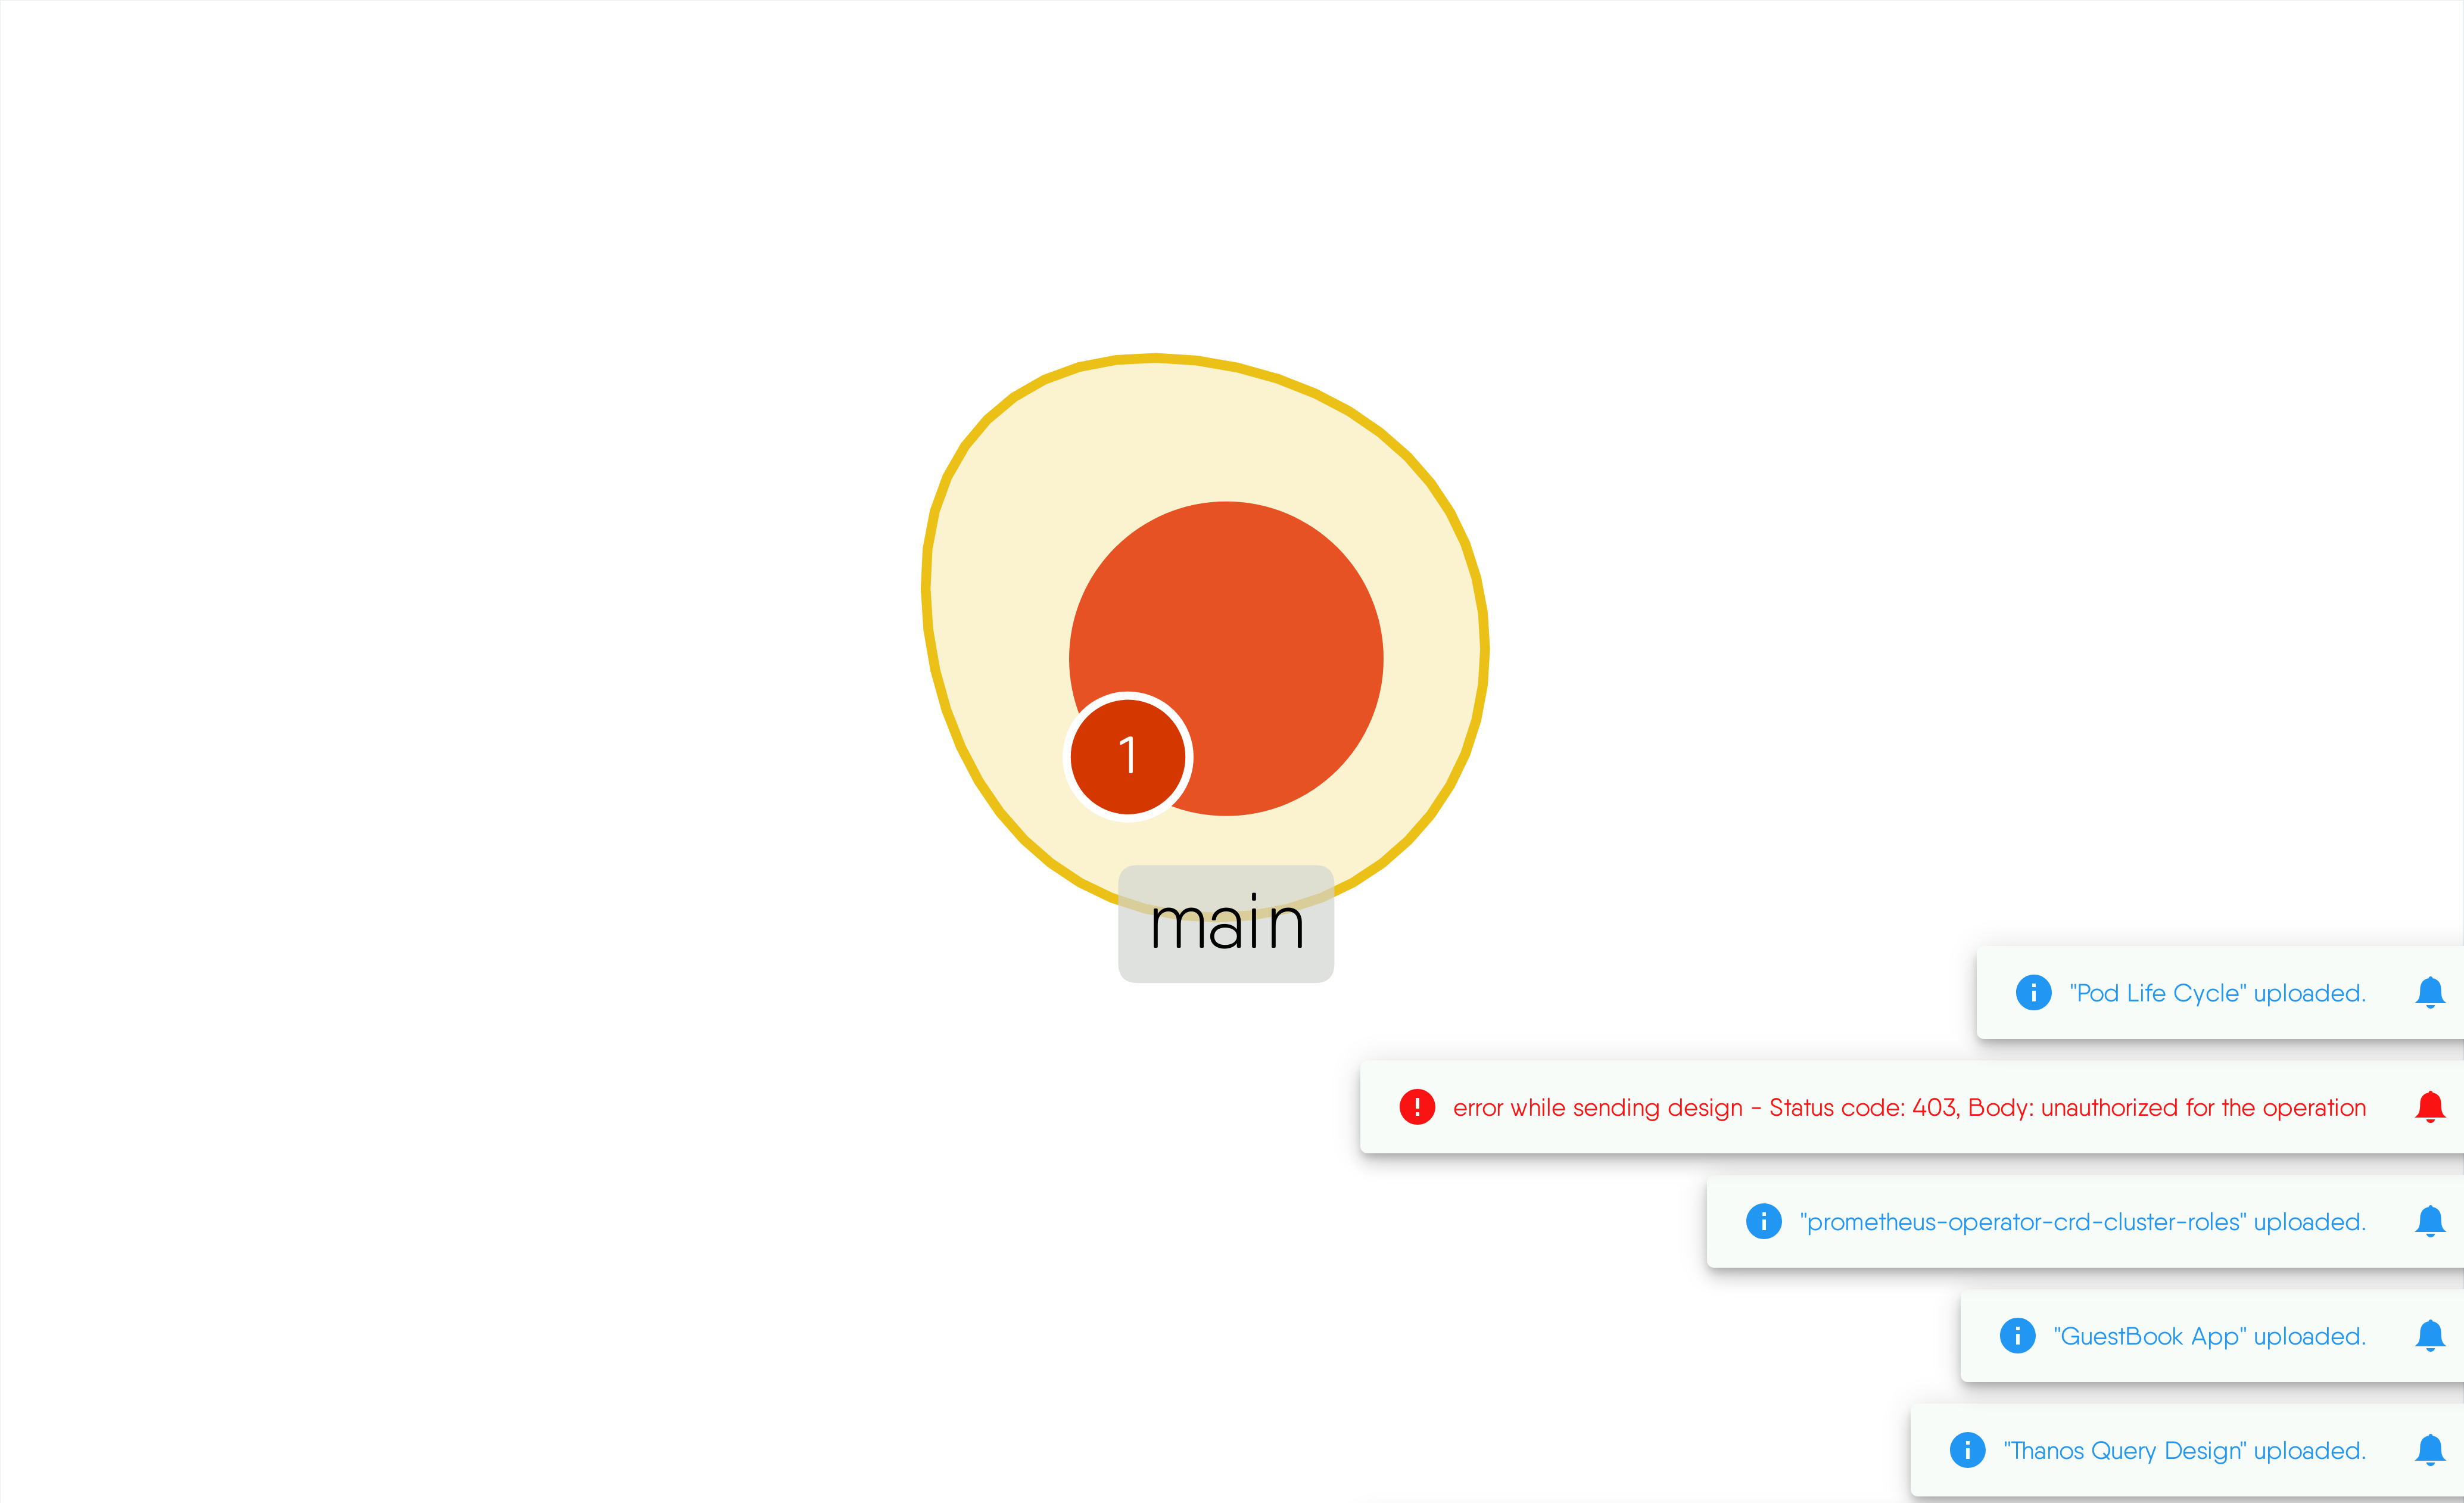 1
main
"Pod Life Cycle" uploaded.
error while sending design - Status code: 403, Body: unauthorized for the operation
"prometheus-operator-crd-cluster-roles" uploaded.
"GuestBook App" uploaded.
"Thanos Query Design" uploaded.